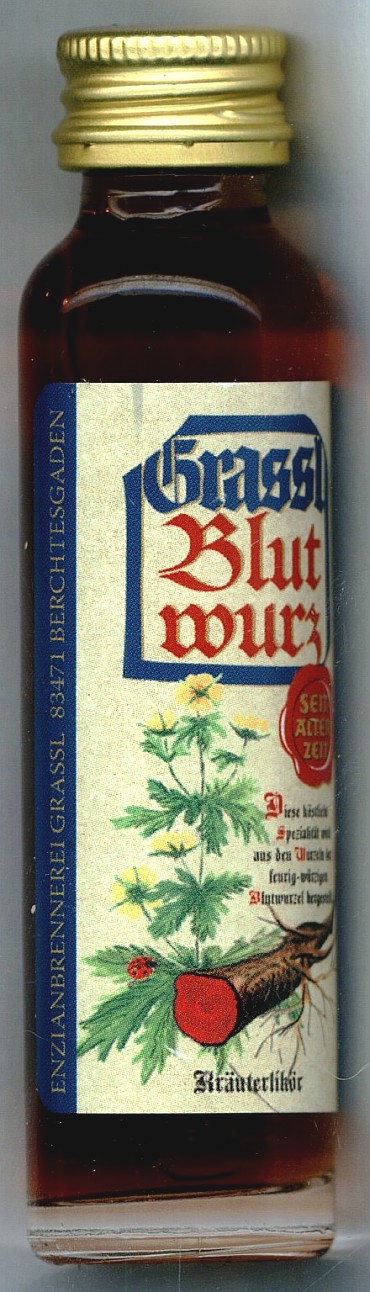 ENZIANBRENNEREI GRASSL 83471 BERCHTESGADEN
Grassl
Blut
wurz
SEIT
ALTER
ZEIT
Diese köstliche
Spezialität wird
aus den Wurzeln der
feurig-würzigen
Blutwurzel hergestellt
Kräuterlikör